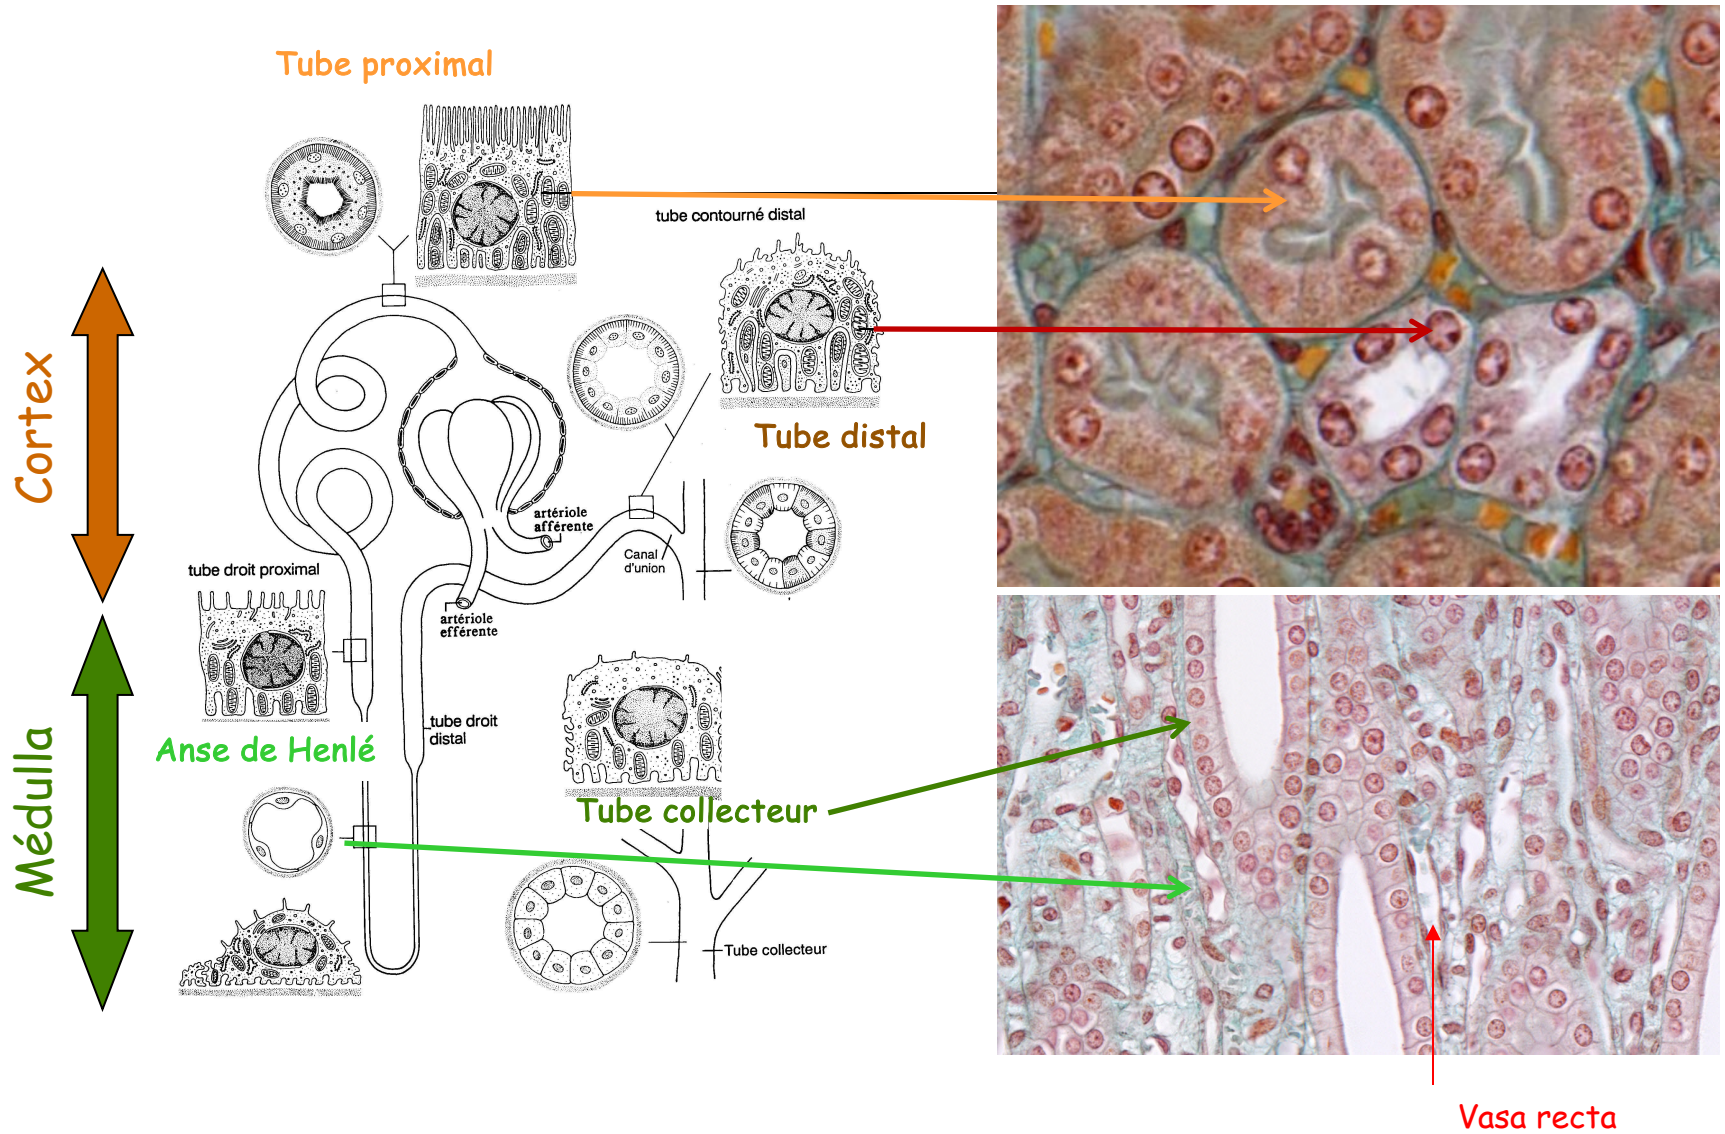 Tube proximal
tube contourné distal
Cortex
Tube distal
artériole
afférente
Canal
d'union
tube droit proximal
artériole
efférente
tube droit
distal
Anse de Henlé
Médulla
Tube collecteur
Tube collecteur
Vasa recta